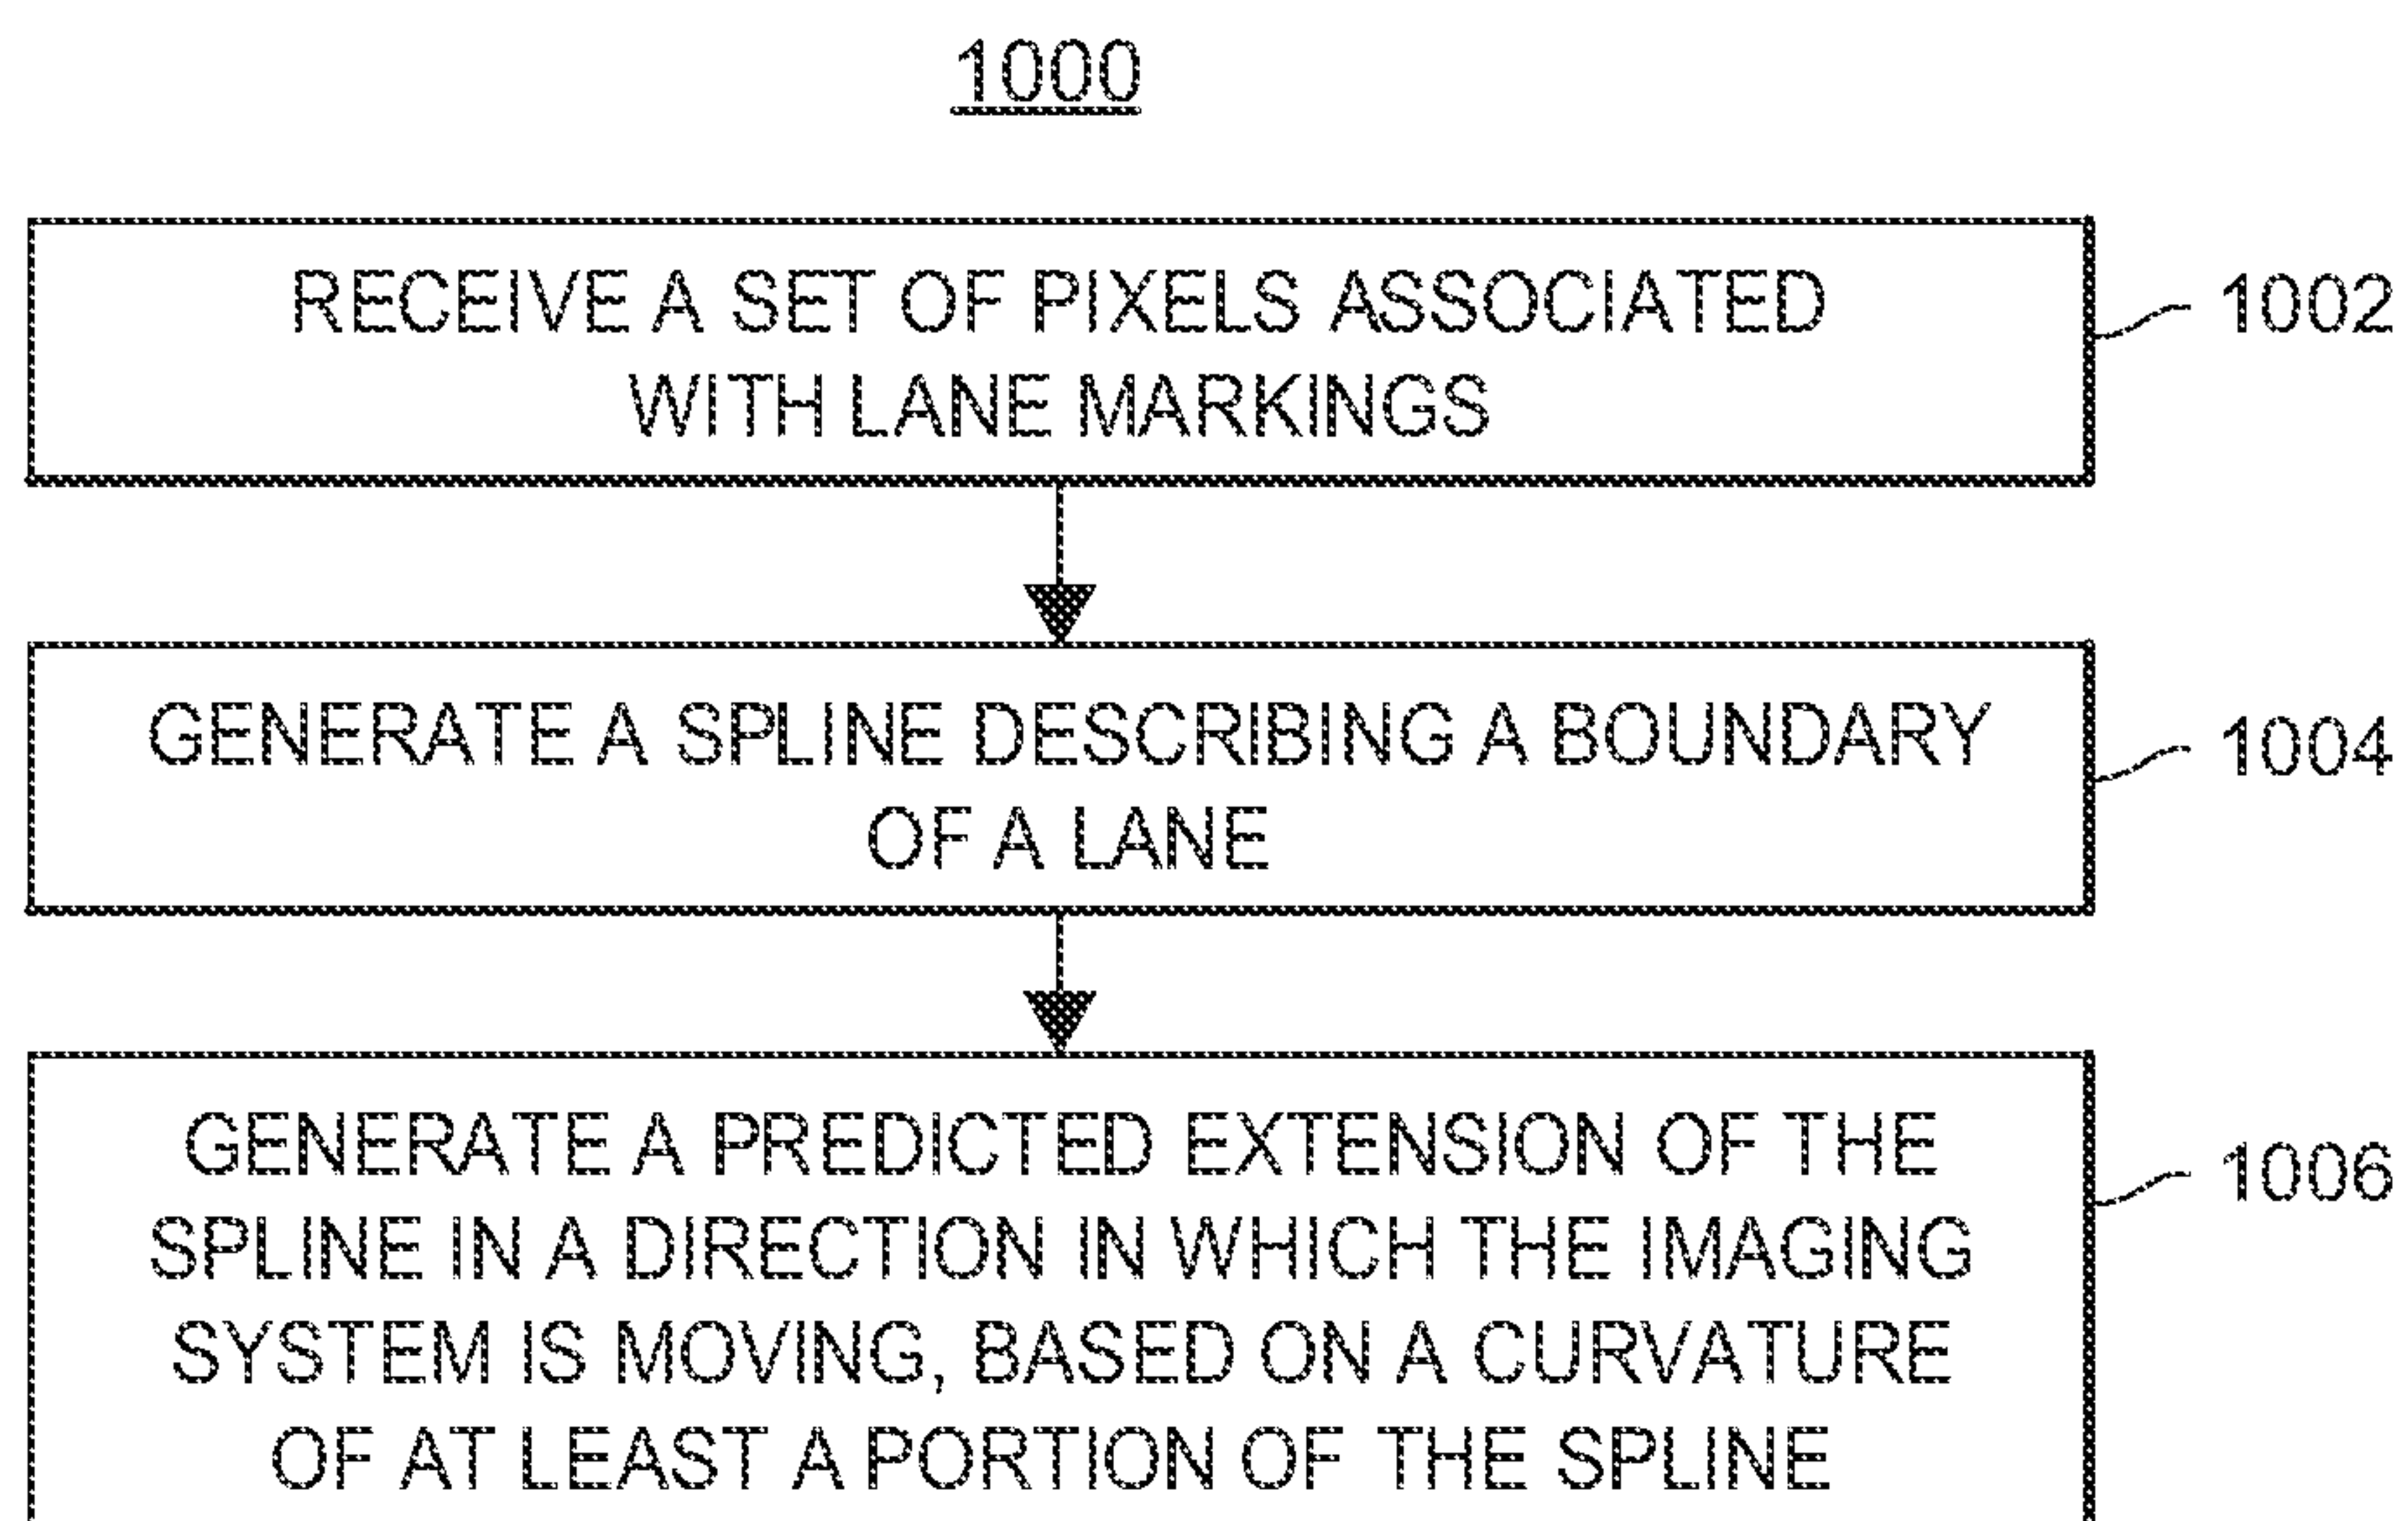 1000
RECEIVE A SET OF PIXELS ASSOCIATED
WITH LANE MARKINGS
1002
GENERATE A SPLINE DESCRIBING A BOUNDARY
OF A LANE
1004
GENERATE A PREDICTED EXTENSION OF THE
SPLINE IN A DIRECTION IN WHICH THE IMAGING
SYSTEM IS MOVING, BASED ON A CURVATURE
OF AT LEAST A PORTION OF THE SPLINE
1006